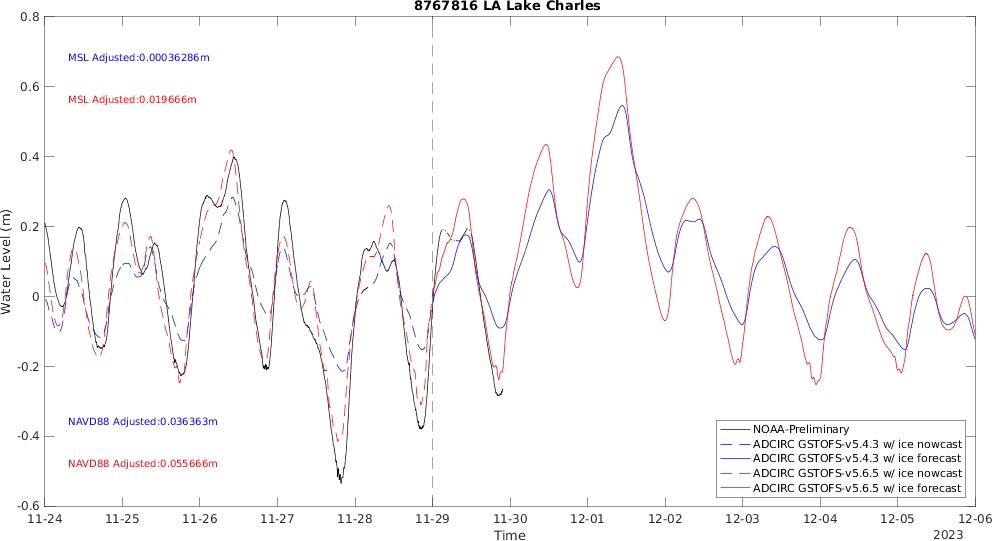 8767816 LA Lake Charles
0.8
0.6
0.4
0.2
0
-0.2
-0.4
-0.6
Water Level (m)
MSL Adjusted:0.00036286m
MSL Adjusted:0.019666m
NAVD88 Adjusted:0.036363m
NAVD88 Adjusted:0.055666m
NOAA-Preliminary
ADCIRC GSTOFS-v5.4.3 w/ ice nowcast
ADCIRC GSTOFS-v5.4.3 w/ ice forecast
ADCIRC GSTOFS-v5.6.5 w/ ice nowcast
ADCIRC GSTOFS-v5.6.5 w/ ice forecast
11-24 11-25 11-26 11-27 11-28 11-29 11-30 12-01 12-02 12-03 12-04 12-05 12-06
Time
2023